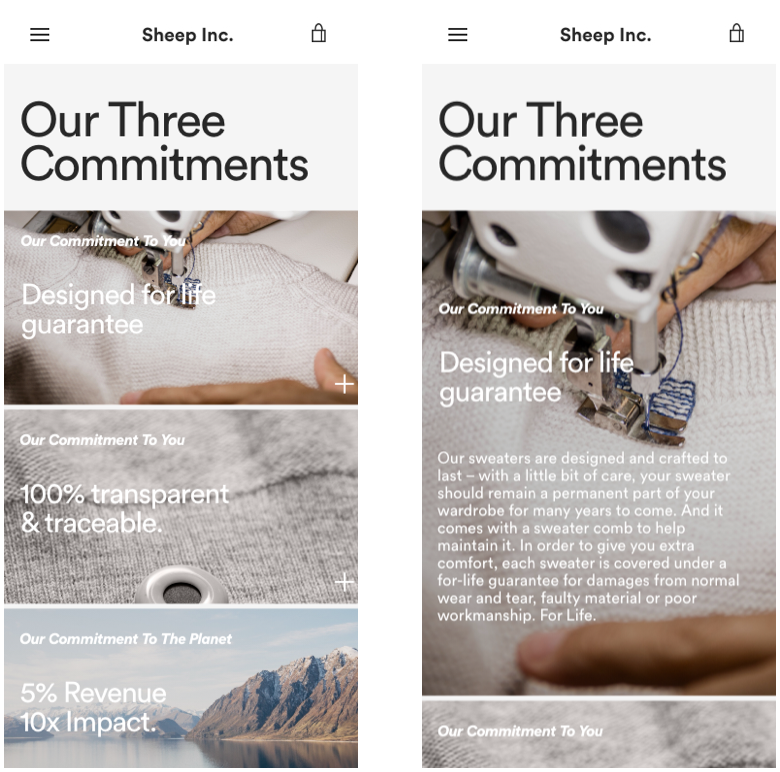 Sheep Inc.
Our Three
Commitments
Our Commitment To You
Designed for life
guarantee
Our Commitment To You
100% transparent
& traceable.
Our Commitment To The Planet
5% Revenue
10x Impact.
Sheep Inc.
Our Three
Commitments
Our Commitment To You
Designed for life
guarantee
Our sweaters are designed and crafted to
last – with a little bit of care, your sweater
should remain a permanent part of your
wardrobe for many years to come. And it
comes with a sweater comb to help
maintain it. In order to give you extra
comfort, each sweater is covered under a
for-life guarantee for damages from normal
wear and tear, faulty material or poor
workmanship. For Life.
Our Commitment To You